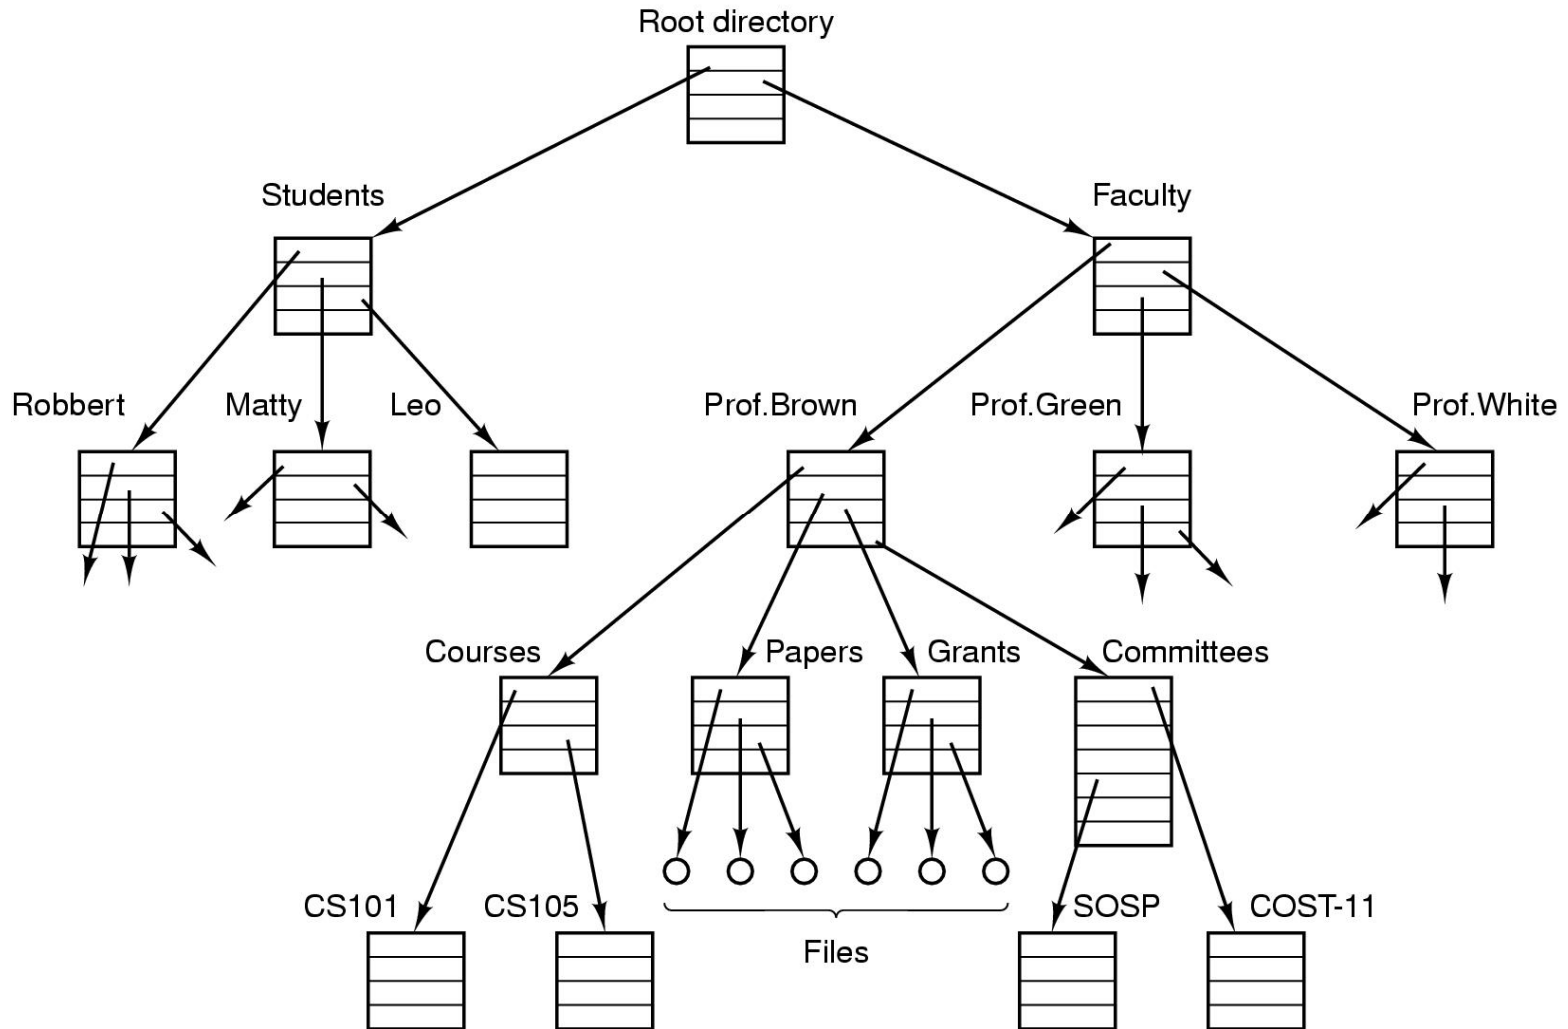 Root directory
Students
Faculty
Robbert
Matty
Leo
Prof.Brown
Prof.Green
Prof.White
Courses
Papers
Grants
Committees
CS101
CS105
SOSP
COST-11
Files